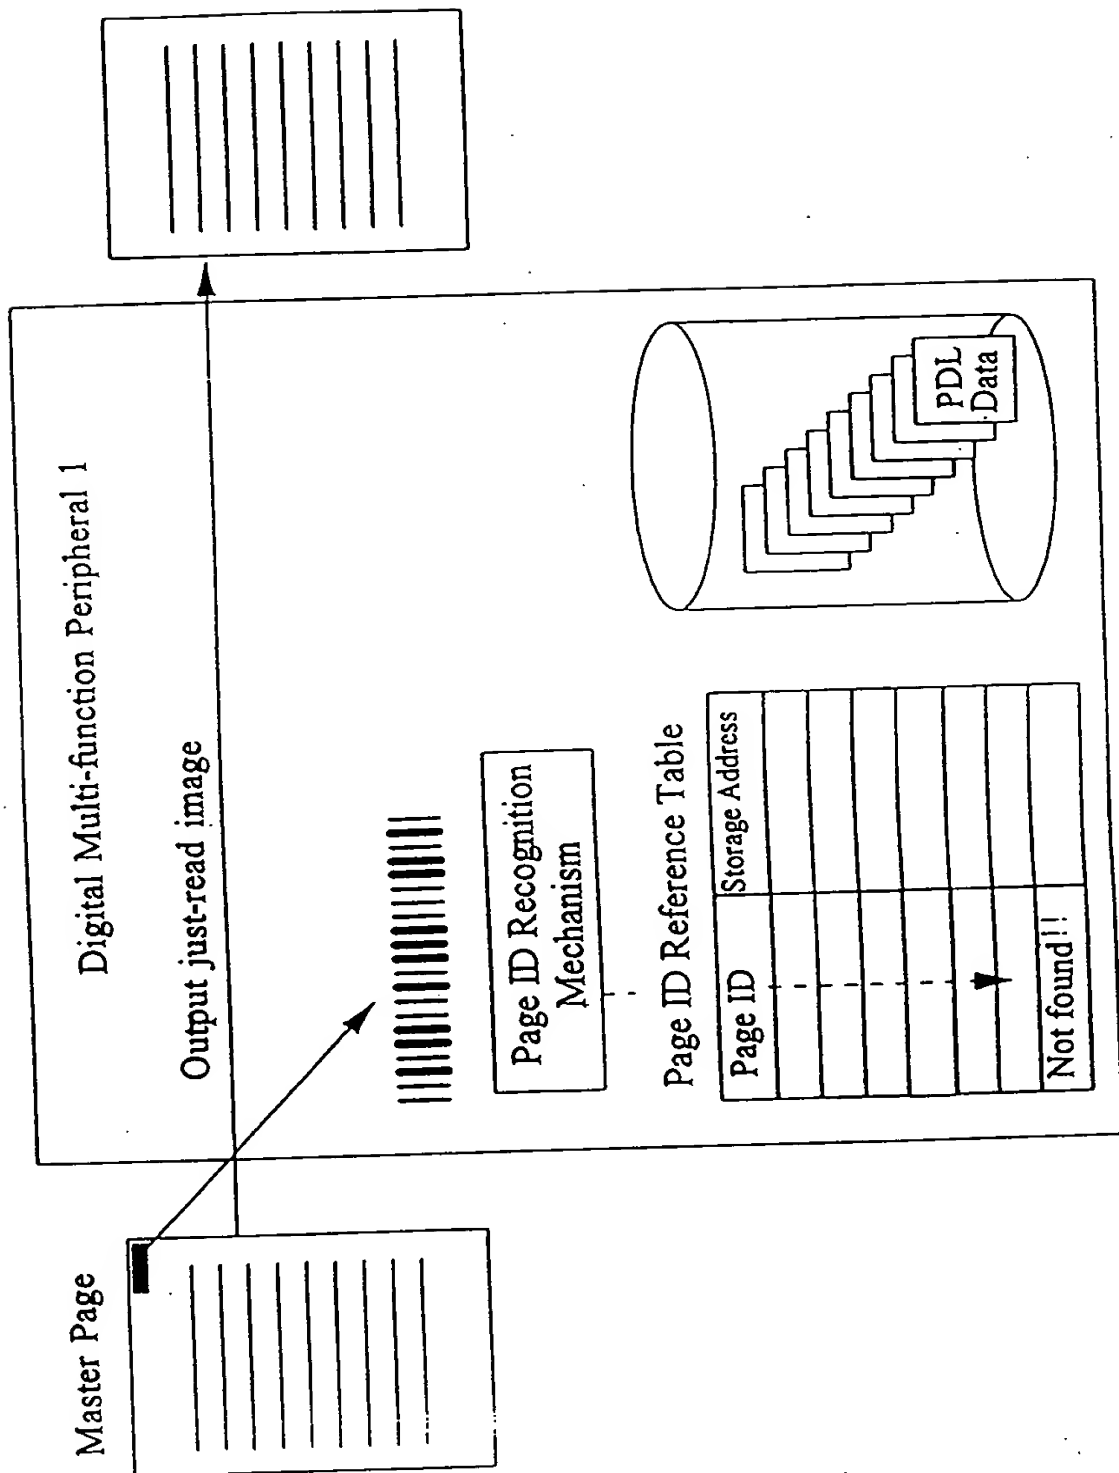 Digital Multi-function Peripheral 1
Master Page
Output just-read image
Page ID Recognition
Mechanism
Page ID Reference Table
Page ID
Storage Address
Not found!!
PDL
Data